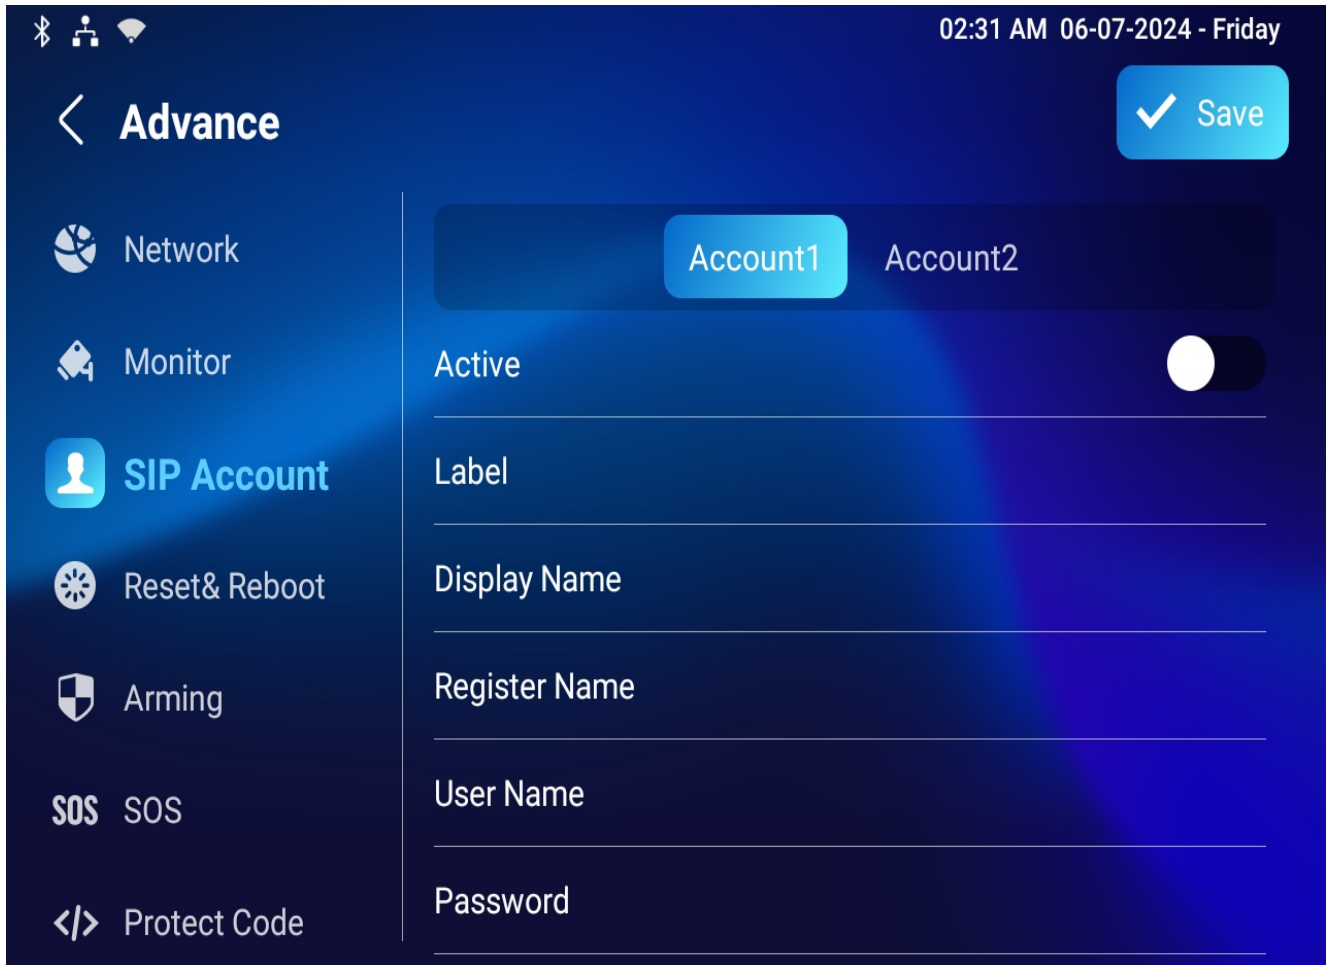 02:31 AM 06-07-2024 - Friday
Advance
Save
Network
Monitor
SIP Account
Reset& Reboot
Arming
SOS SOS
</> Protect Code
Account1 Account2
Active
Label
Display Name
Register Name
User Name
Password